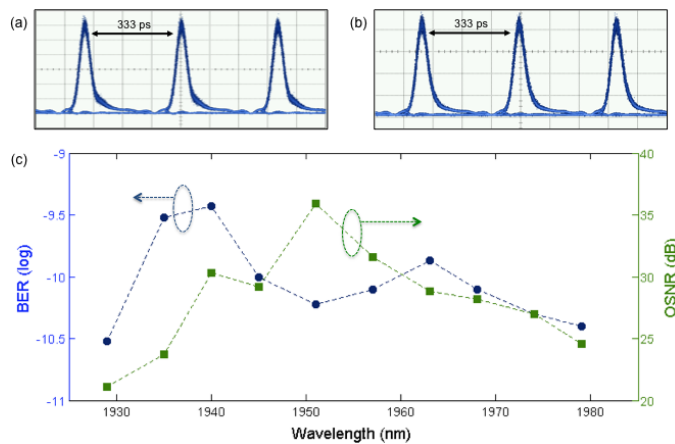 (a)
333 ps
(b)
333 ps
(c)
-9
-9.5
-10
-10.5
-11
BER (log)
40
35
30
25
20
OSNR (dB)
1930
1940
1950
1960
1970
1980
Wavelength (nm)